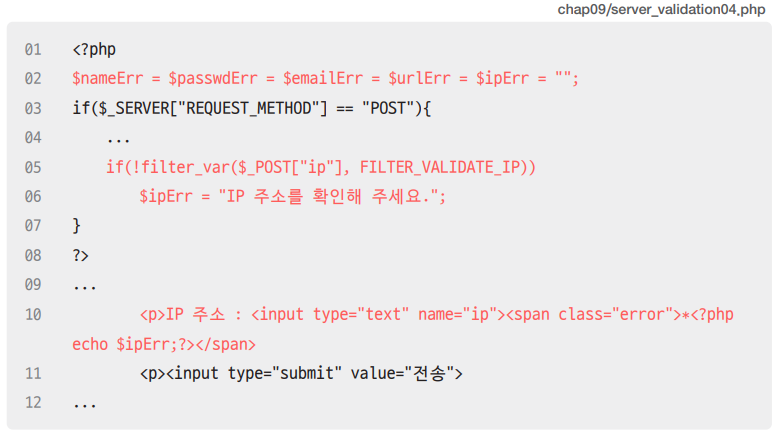 chap09/server_validation04.php
01 <?php
02 $nameErr = $passwdErr = $emailErr = $urlErr = $ipErr = "";
03 if($_SERVER["REQUEST_METHOD"] == "POST"){
04 ...
05 if(!filter_var($_POST["ip"], FILTER_VALIDATE_IP))
06 $ipErr = "IP 주소를 확인해 주세요.";
07 }
08 ?>
09 ...
10 <p>IP 주소 : <input type="text" name="ip"><span class="error">*<?php
echo $ipErr;?></span>
11 <p><input type="submit" value="전송">
12 ...